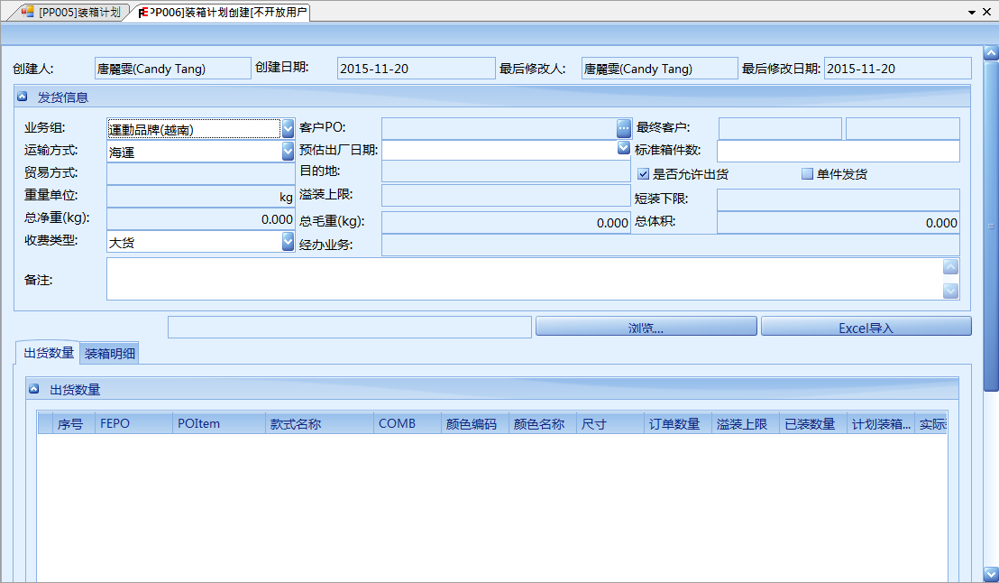 [PP005]装箱计划
PP006]装箱计划创建[不开放用户
创建人: 唐麗雯(Candy Tang) 创建日期: 2015-11-20 最后修改人: 唐麗雯(Candy Tang) 最后修改日期: 2015-11-20
发货信息
业务组: 運動品牌(越南) 客户PO: 最终客户:
运输方式: 海運 预估出厂日期: 标准箱件数:
贸易方式: 目的地: 是否允许出货 单件发货
重量单位: kg 溢装上限: 短装下限:
总净重(kg): 0.000 总毛重(kg): 0.000 总体积: 0.000
收费类型: 大货 经办业务:
备注:
浏览... Excel导入
出货数量 装箱明细
出货数量
序号 FEPO POItem 款式名称 COMB 颜色编码 颜色名称 尺寸 订单数量 溢装上限 已装数量 计划装箱... 实际